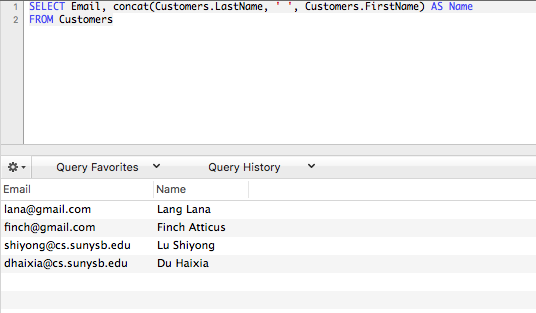 1 SELECT Email, concat(Customers.LastName, ' ', Customers.FirstName) AS Name
2 FROM Customers
Query Favorites Query History
Email Name
lana@gmail.com Lang Lana
finch@gmail.com Finch Atticus
shiyong@cs.sunysb.edu Lu Shiyong
dhaixia@cs.sunysb.edu Du Haixia